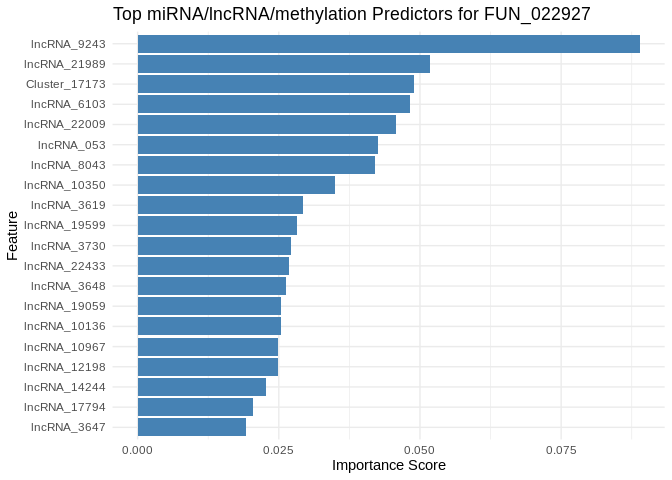 Top miRNA/lncRNA/methylation Predictors for FUN_022927
Feature
lncRNA_9243
lncRNA_21989
Cluster_17173
lncRNA_6103
lncRNA_22009
lncRNA_053
lncRNA_8043
lncRNA_10350
lncRNA_3619
lncRNA_19599
lncRNA_3730
lncRNA_22433
lncRNA_3648
lncRNA_19059
lncRNA_10136
lncRNA_10967
lncRNA_12198
lncRNA_14244
lncRNA_17794
lncRNA_3647
0.000 0.025 0.050 0.075
Importance Score